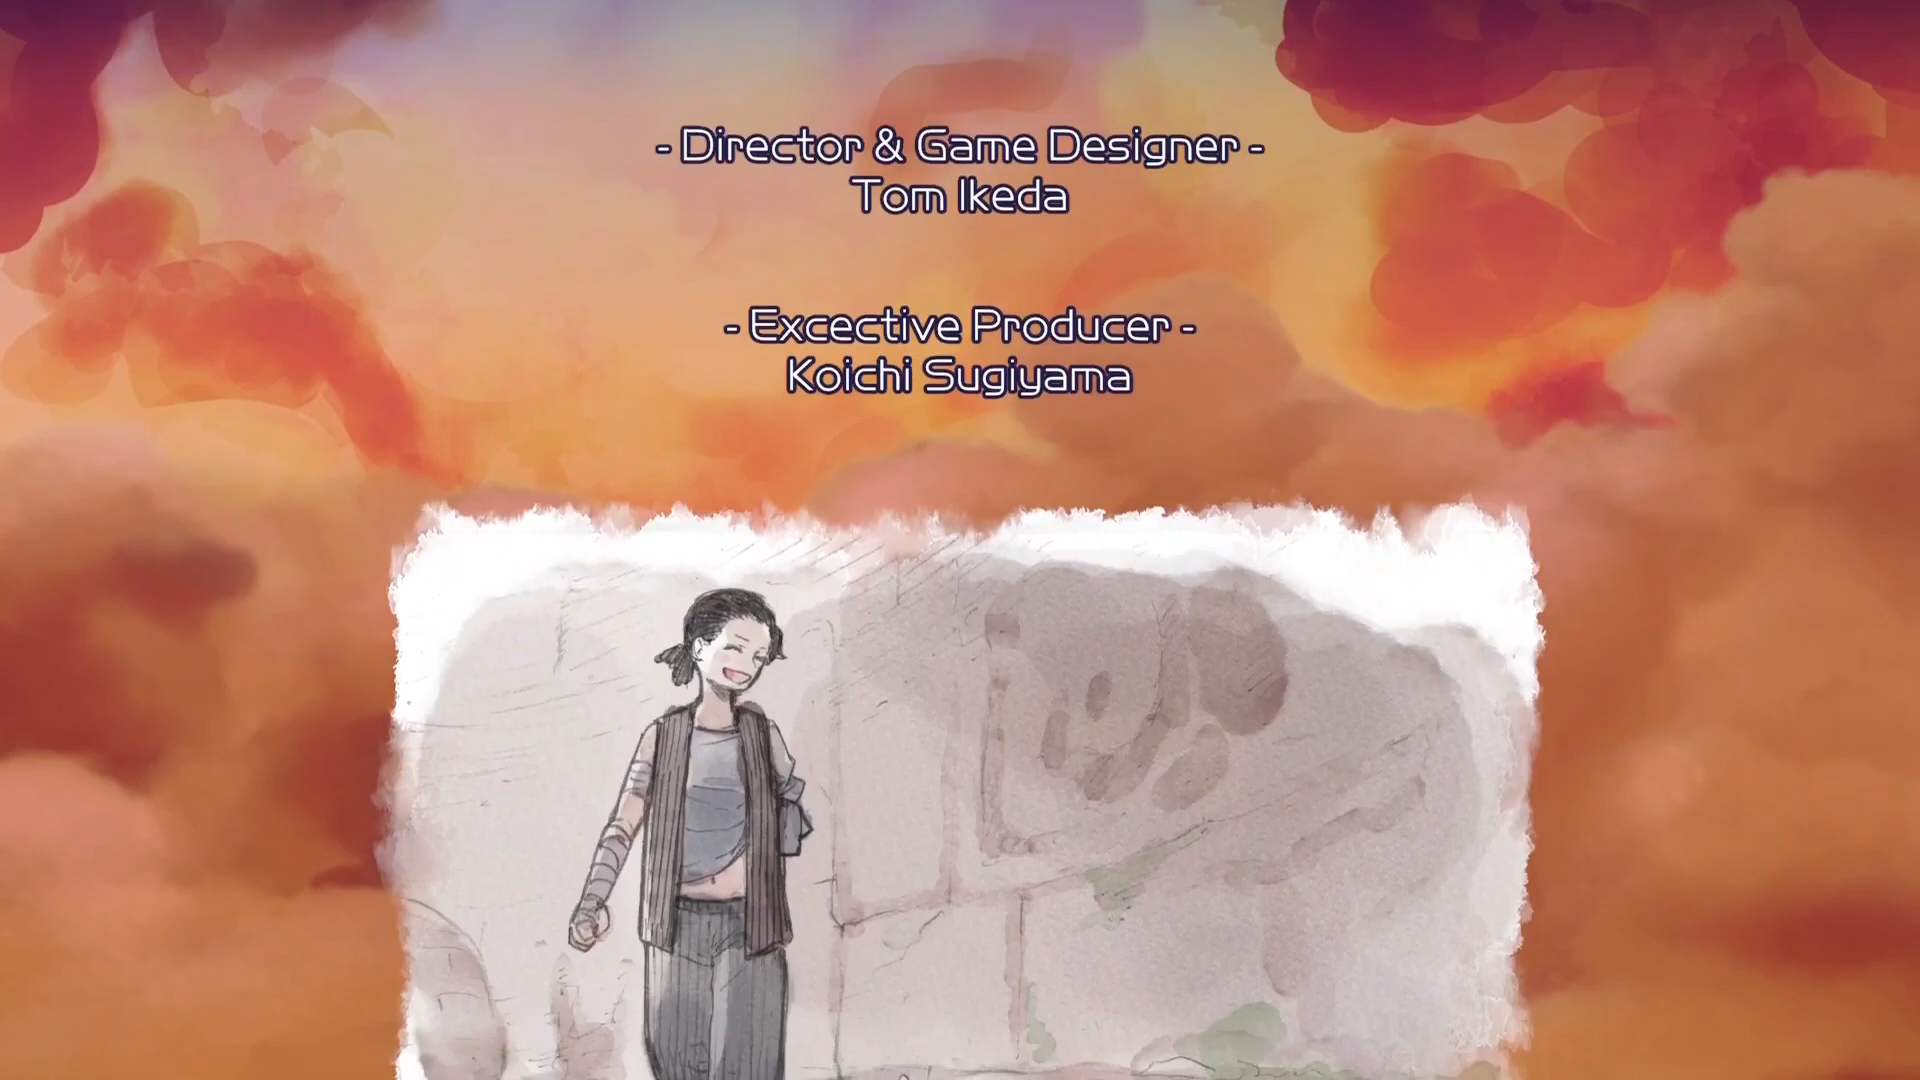 - Director & Game Designer -
Tom Ikeda
- Excective Producer -
Koichi Sugiyama